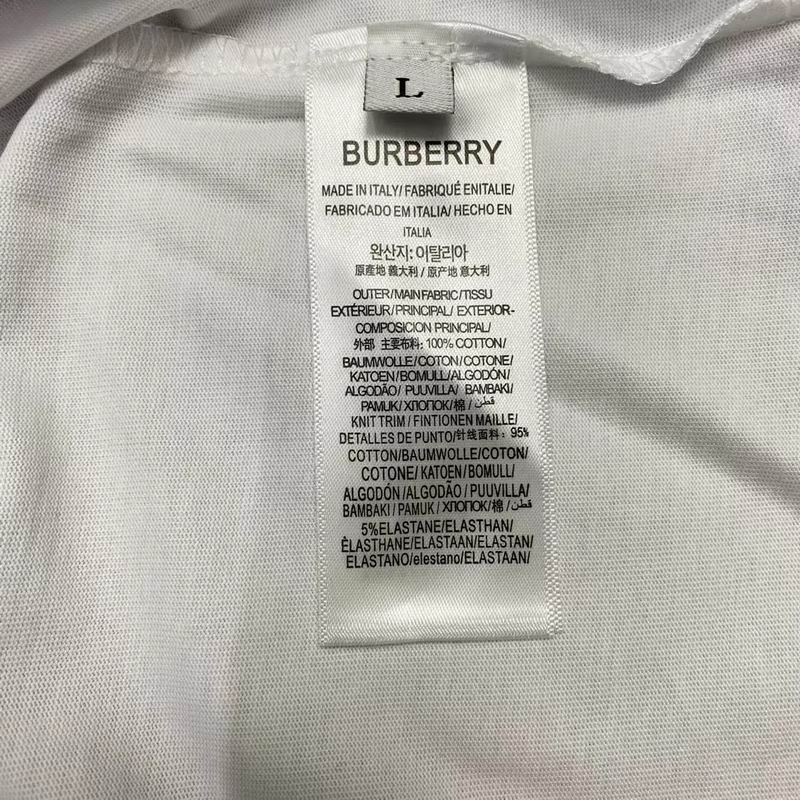 L
BURBERRY
MADE IN ITALY/ FABRIQUÉ ENITALIE/
FABRICADO EM ITALIA/ HECHO EN
ITALIA
완산지: 이탈리아
原產地 義大利 / 原产地 意大利
OUTER/MAIN FABRIC/TISSU
EXTÉRIEUR/PRINCIPAL/ EXTERIOR-
COMPOSICION PRINCIPAL/
外部 主要布料: 100% COTTON/
BAUMWOLLE/COTON/COTONE/
KATOEN/BOMULL/ALGODÓN/
ALGODÃO/ PUUVILLA/ BAMBAKI/
PAMUK/ХЛОПОК/棉/ قطن/
KNIT TRIM / FINTIONEN MAILLE/
DETALLES DE PUNTO/针线面料: 95%
COTTON/BAUMWOLLE/COTON/
COTONE/ KATOEN/BOMULL/
ALGODÓN /ALGODÃO / PUUVILLA/
BAMBAKI / PAMUK / ХЛОПОК/棉 / قطن/
5%ELASTANE/ELASTHAN/
ÈLASTHANE/ELASTAAN/ELASTAN/
ELASTANO/elestano/ELASTAAN/